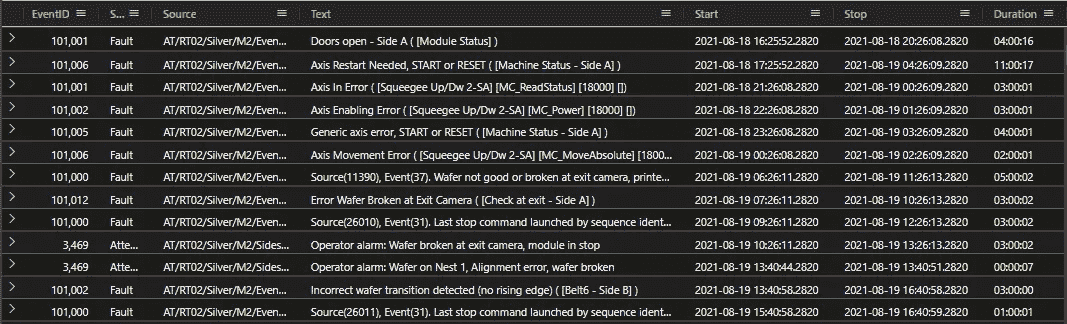 EventID S... Source Text Start Stop Duration
101,001 Fault AT/RT02/Silver/M2/Even... Doors open - Side A ( [Module Status] ) 2021-08-18 16:25:52.2820 2021-08-18 20:26:08.2820 04:00:16
101,006 Fault AT/RT02/Silver/M2/Even... Axis Restart Needed, START or RESET ( [Machine Status - Side A] ) 2021-08-18 17:25:52.2820 2021-08-19 04:26:09.2820 11:00:17
101,001 Fault AT/RT02/Silver/M2/Even... Axis In Error ( [Squeegee Up/Dw 2-SA] [MC_ReadStatus] [18000] []) 2021-08-18 21:26:08.2820 2021-08-19 00:26:09.2820 03:00:01
101,002 Fault AT/RT02/Silver/M2/Even... Axis Enabling Error ( [Squeegee Up/Dw 2-SA] [MC_Power] [18000] []) 2021-08-18 22:26:08.2820 2021-08-19 01:26:09.2820 03:00:01
101,005 Fault AT/RT02/Silver/M2/Even... Generic axis error, START or RESET ( [Machine Status - Side A] ) 2021-08-18 23:26:08.2820 2021-08-19 03:26:09.2820 04:00:01
101,006 Fault AT/RT02/Silver/M2/Even... Axis Movement Error ( [Squeegee Up/Dw 2-SA] [MC_MoveAbsolute] [1800... 2021-08-19 00:26:08.2820 2021-08-19 02:26:09.2820 02:00:01
101,000 Fault AT/RT02/Silver/M2/Even... Source(11390), Event(37). Wafer not good or broken at exit camera, printe... 2021-08-19 06:26:11.2820 2021-08-19 11:26:13.2820 05:00:02
101,012 Fault AT/RT02/Silver/M2/Even... Error Wafer Broken at Exit Camera ( [Check at exit - Side A] ) 2021-08-19 07:26:11.2820 2021-08-19 10:26:13.2820 03:00:02
101,000 Fault AT/RT02/Silver/M2/Even... Source(26010), Event(31). Last stop command launched by sequence ident... 2021-08-19 09:26:11.2820 2021-08-19 12:26:13.2820 03:00:02
3,469 Atte... AT/RT02/Silver/M2/Sides... Operator alarm: Wafer broken at exit camera, module in stop 2021-08-19 10:26:11.2820 2021-08-19 13:26:13.2820 03:00:02
3,469 Atte... AT/RT02/Silver/M2/Sides... Operator alarm: Wafer on Nest 1, Alignment error, wafer broken 2021-08-19 13:40:44.2820 2021-08-19 13:40:51.2820 00:00:07
101,002 Fault AT/RT02/Silver/M2/Even... Incorrect wafer transition detected (no rising edge) ( [Belt6 - Side B] ) 2021-08-19 13:40:58.2820 2021-08-19 16:40:58.2820 03:00:00
101,000 Fault AT/RT02/Silver/M2/Even... Source(26011), Event(31). Last stop command launched by sequence ident... 2021-08-19 15:40:58.2820 2021-08-19 16:40:59.2820 01:00:01